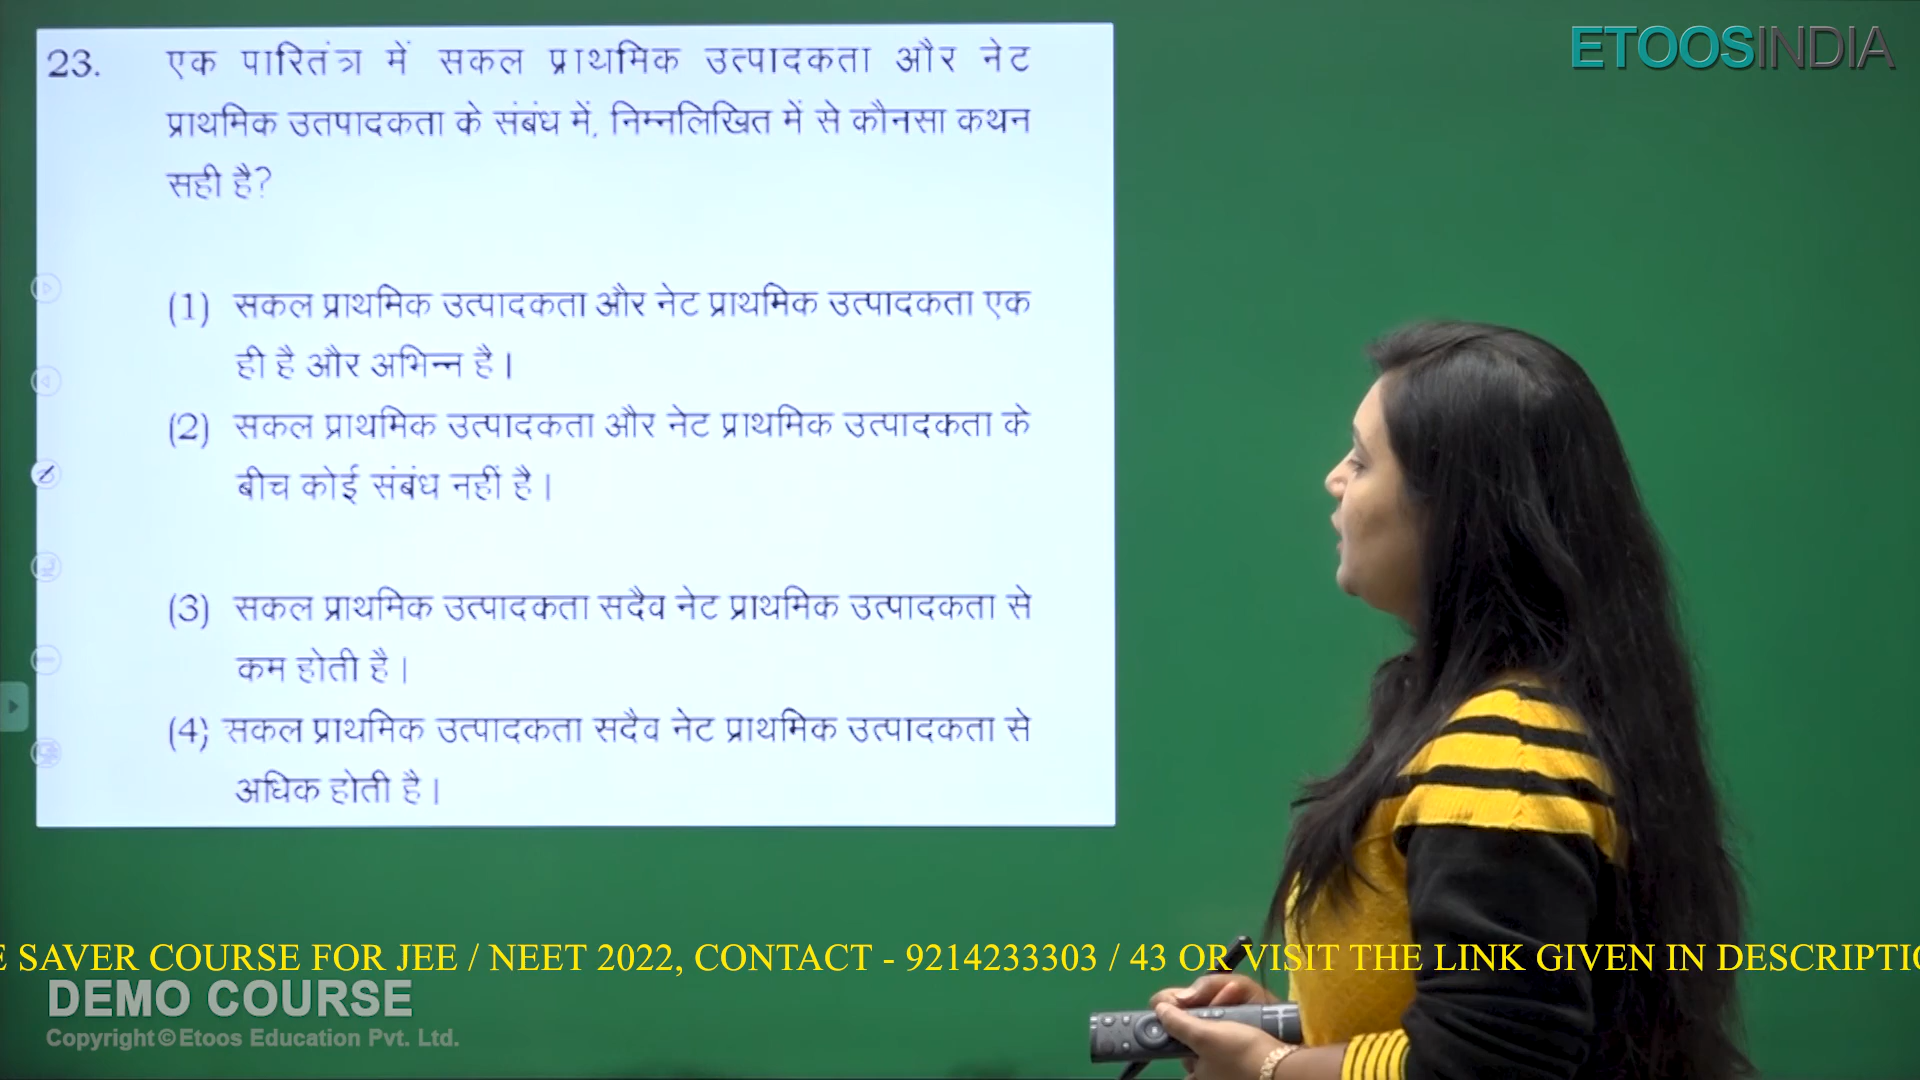 ETOOSINDIA
23. एक पारितंत्र में सकल प्राथमिक उत्पादकता और नेट
प्राथमिक उतपादकता के संबंध में, निम्नलिखित में से कौनसा कथन
सही है?
(1) सकल प्राथमिक उत्पादकता और नेट प्राथमिक उत्पादकता एक
ही है और अभिन्न है।
(2) सकल प्राथमिक उत्पादकता और नेट प्राथमिक उत्पादकता के
बीच कोई संबंध नहीं है।
(3) सकल प्राथमिक उत्पादकता सदैव नेट प्राथमिक उत्पादकता से
कम होती है।
(4) सकल प्राथमिक उत्पादकता सदैव नेट प्राथमिक उत्पादकता से
अधिक होती है।
E SAVER COURSE FOR JEE / NEET 2022, CONTACT - 9214233303 / 43 OR VISIT THE LINK GIVEN IN DESCRIPTIO
DEMO COURSE
Copyright © Etoos Education Pvt. Ltd.